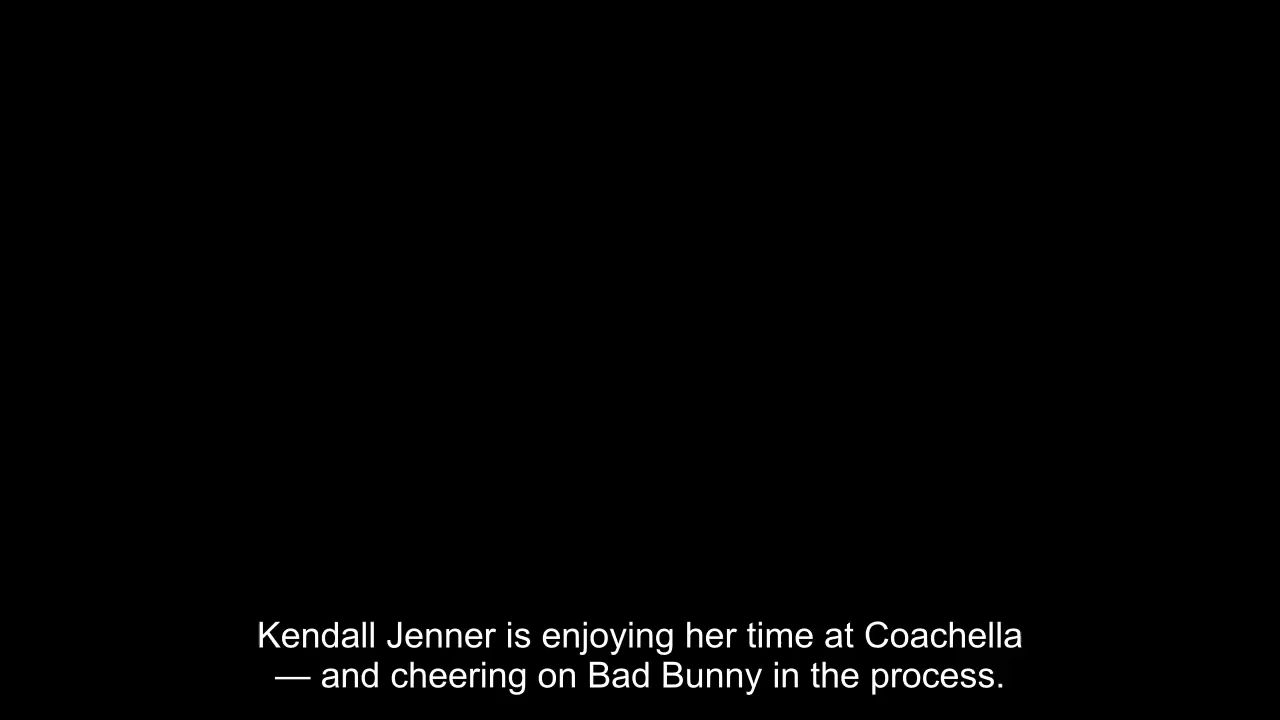 Kendall Jenner is enjoying her time at Coachella
— and cheering on Bad Bunny in the process.